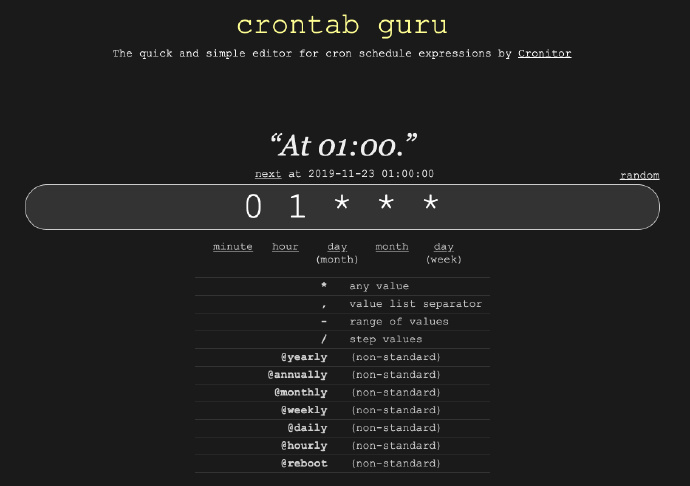 crontab guru
The quick and simple editor for cron schedule expressions by Cronitor
“At 01:00.”
next at 2019-11-23 01:00:00
random
0 1 * * *
minute hour day month day
(month) (week)
* any value
, value list separator
- range of values
/ step values
@yearly (non-standard)
@annually (non-standard)
@monthly (non-standard)
@weekly (non-standard)
@daily (non-standard)
@hourly (non-standard)
@reboot (non-standard)